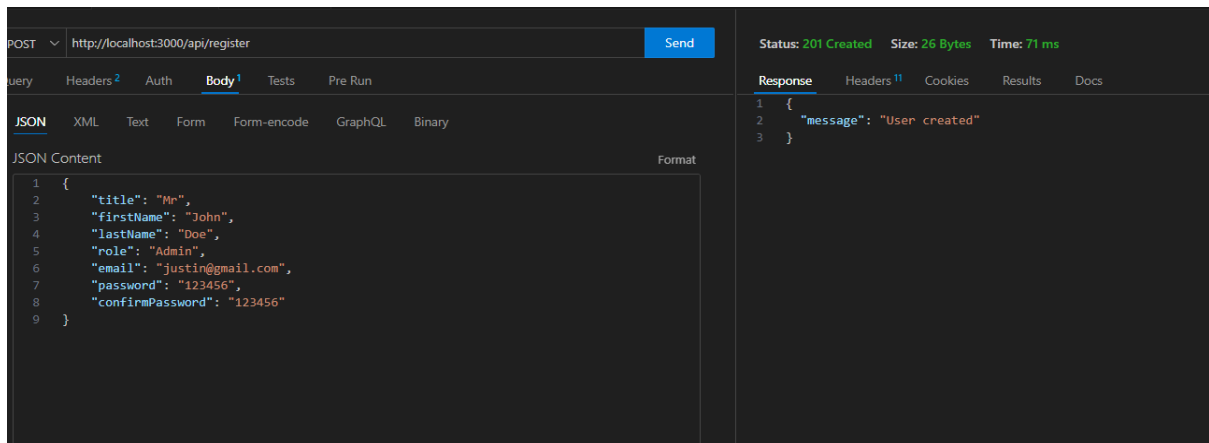 POST http://localhost:3000/api/register Send
uery Headers 2 Auth Body 1 Tests Pre Run
JSON XML Text Form Form-encode GraphQL Binary
JSON Content Format
1 {
2 "title": "Mr",
3 "firstName": "John",
4 "lastName": "Doe",
5 "role": "Admin",
6 "email": "justin@gmail.com",
7 "password": "123456",
8 "confirmPassword": "123456"
9 }
Status: 201 Created Size: 26 Bytes Time: 71 ms
Response Headers 11 Cookies Results Docs
1 {
2 "message": "User created"
3 }